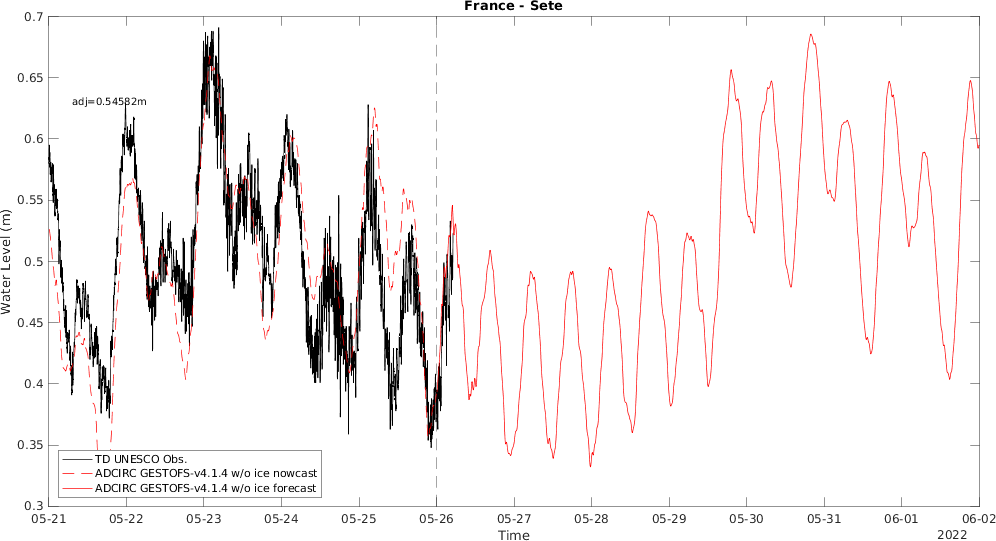 France - Sete
0.7
0.65
0.6
0.55
0.5
0.45
0.4
0.35
0.3
Water Level (m)
adj=0.54582m
TD UNESCO Obs.
ADCIRC GESTOFS-v4.1.4 w/o ice nowcast
ADCIRC GESTOFS-v4.1.4 w/o ice forecast
05-21 05-22 05-23 05-24 05-25 05-26 05-27 05-28 05-29 05-30 05-31 06-01 06-02
Time
2022